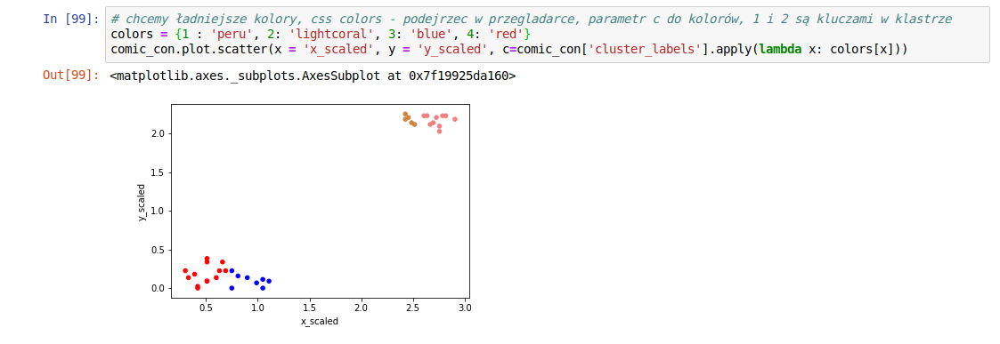 In [99]: # chcemy ładniejsze kolory, css colors - podejrzec w przegladarce, parametr c do kolorów, 1 i 2 są kluczami w klastrze
colors = {1 : 'peru', 2: 'lightcoral', 3: 'blue', 4: 'red'}
comic_con.plot.scatter(x = 'x_scaled', y = 'y_scaled', c=comic_con['cluster_labels'].apply(lambda x: colors[x]))
Out[99]: <matplotlib.axes._subplots.AxesSubplot at 0x7f19925da160>
2.0
1.5
y_scaled
1.0
0.5
0.0
0.5 1.0 1.5 2.0 2.5 3.0
x_scaled